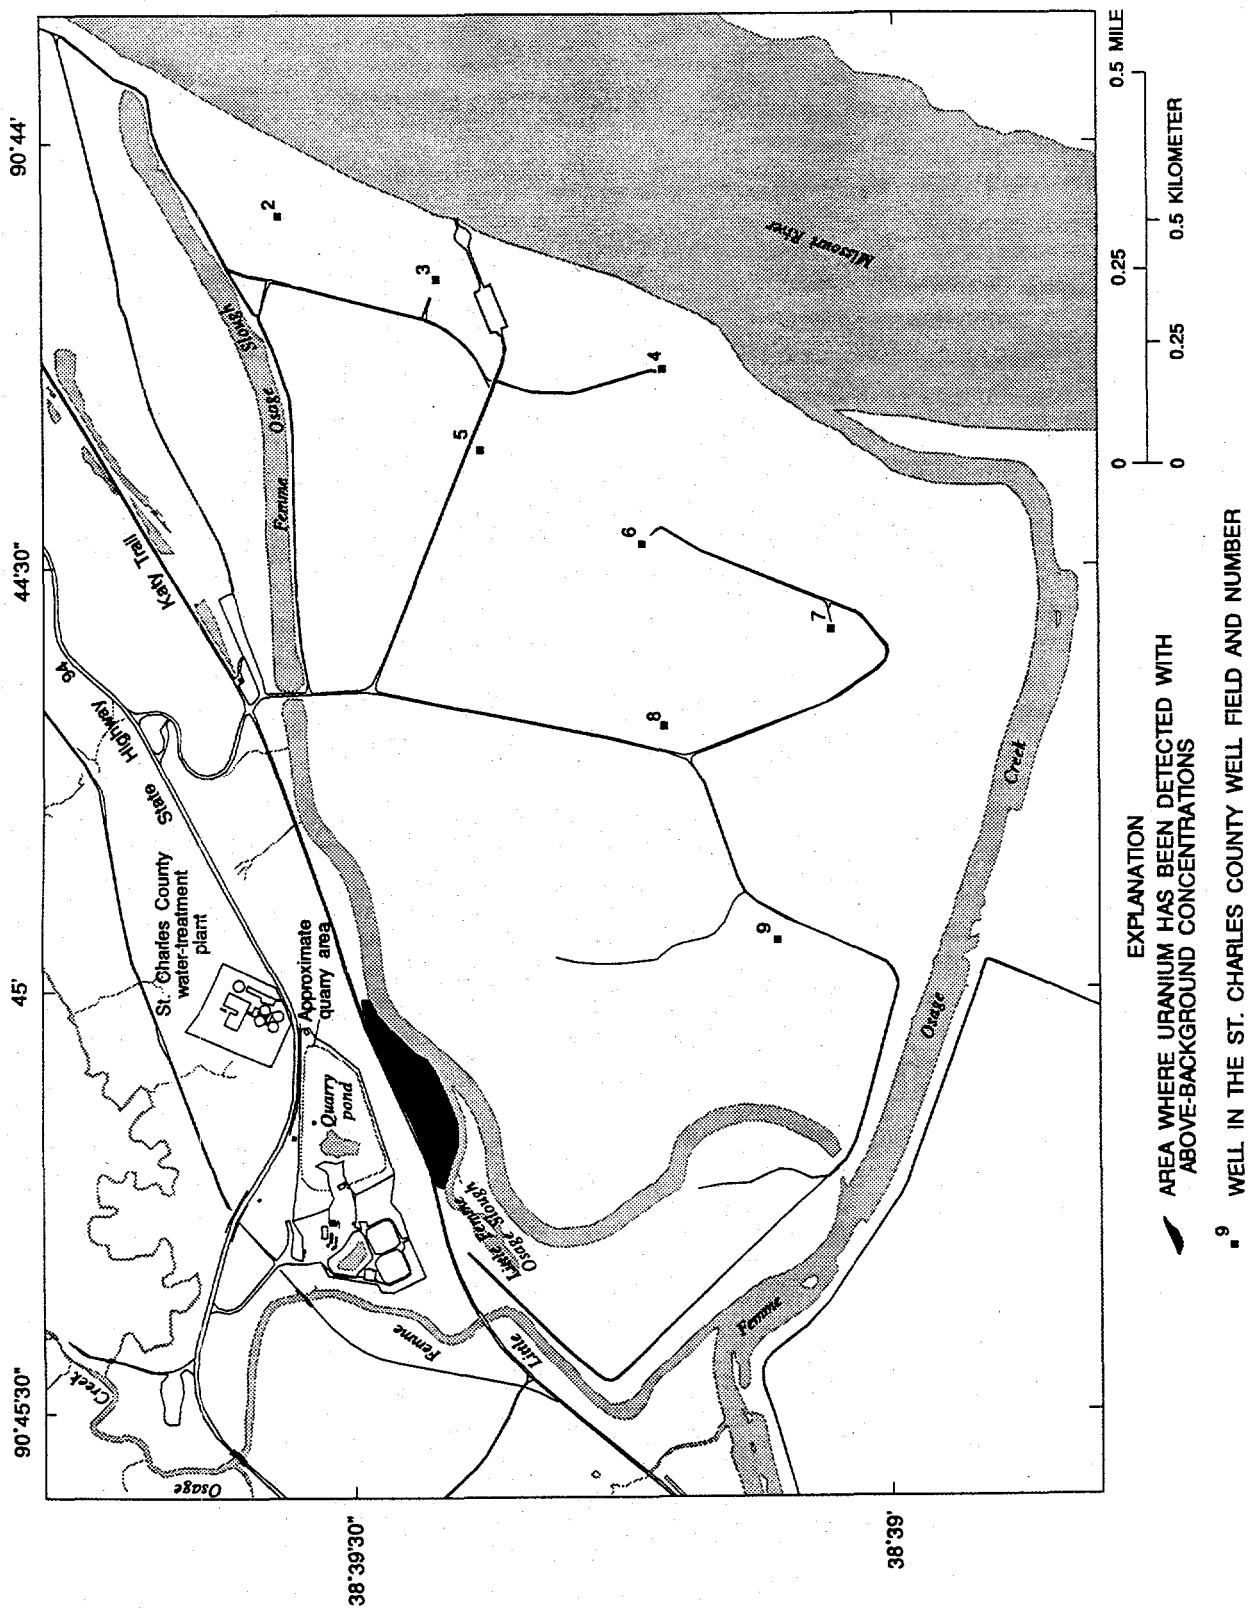 90°45'30"
45'
44'30"
90°44'
38°39'30"
38°39'
Osage
Creek
Femme
Little
State Highway 94
St. Charles County
water-treatment
plant
Approximate
quarry area
Quarry
pond
Katy Trail
Little Femme
Osage Slough
Femme Osage Slough
Femme Osage Creek
Missouri River
2
3
4
5
6
7
8
9
0 0.25 0.5 MILE
0 0.25 0.5 KILOMETER
EXPLANATION
AREA WHERE URANIUM HAS BEEN DETECTED WITH
ABOVE-BACKGROUND CONCENTRATIONS
9 WELL IN THE ST. CHARLES COUNTY WELL FIELD AND NUMBER